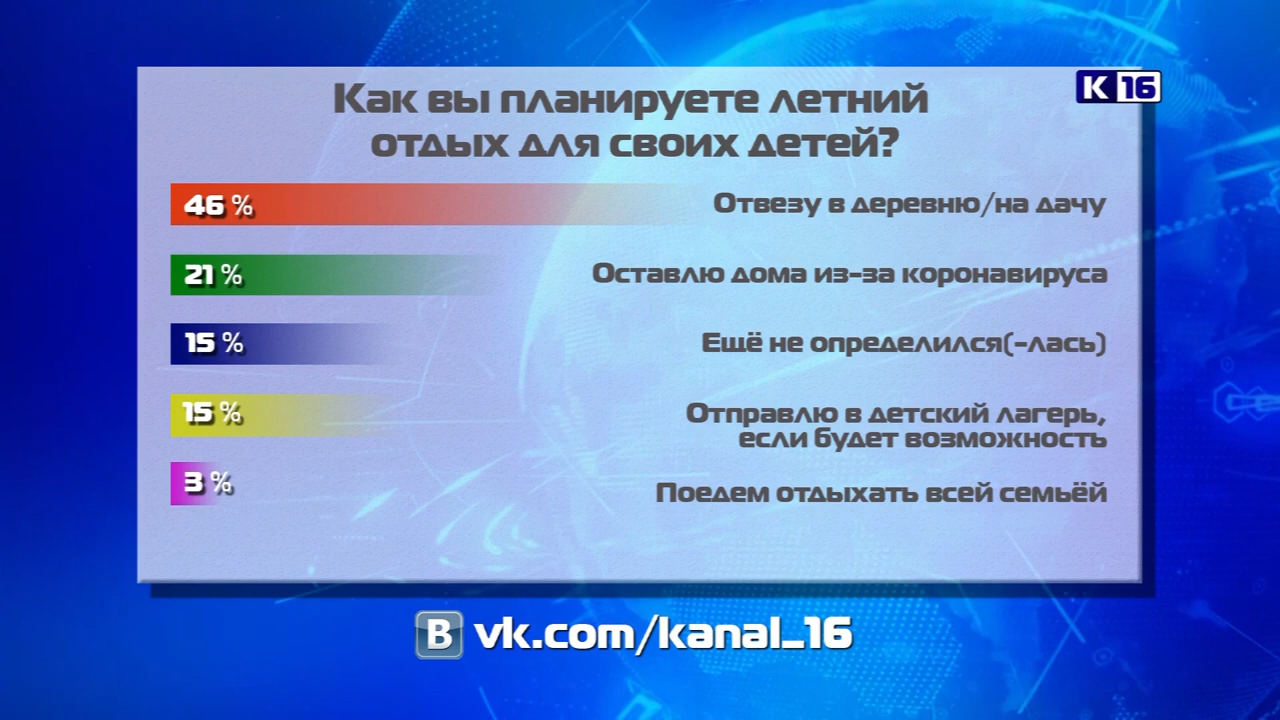 Как вы планируете летний
отдых для своих детей?
К 16
46 % Отвезу в деревню/на дачу
21 % Оставлю дома из-за коронавируса
15 % Ещё не определился(-лась)
15 % Отправлю в детский лагерь,
если будет возможность
3 % Поедем отдыхать всей семьёй
В vk.com/kanal_16